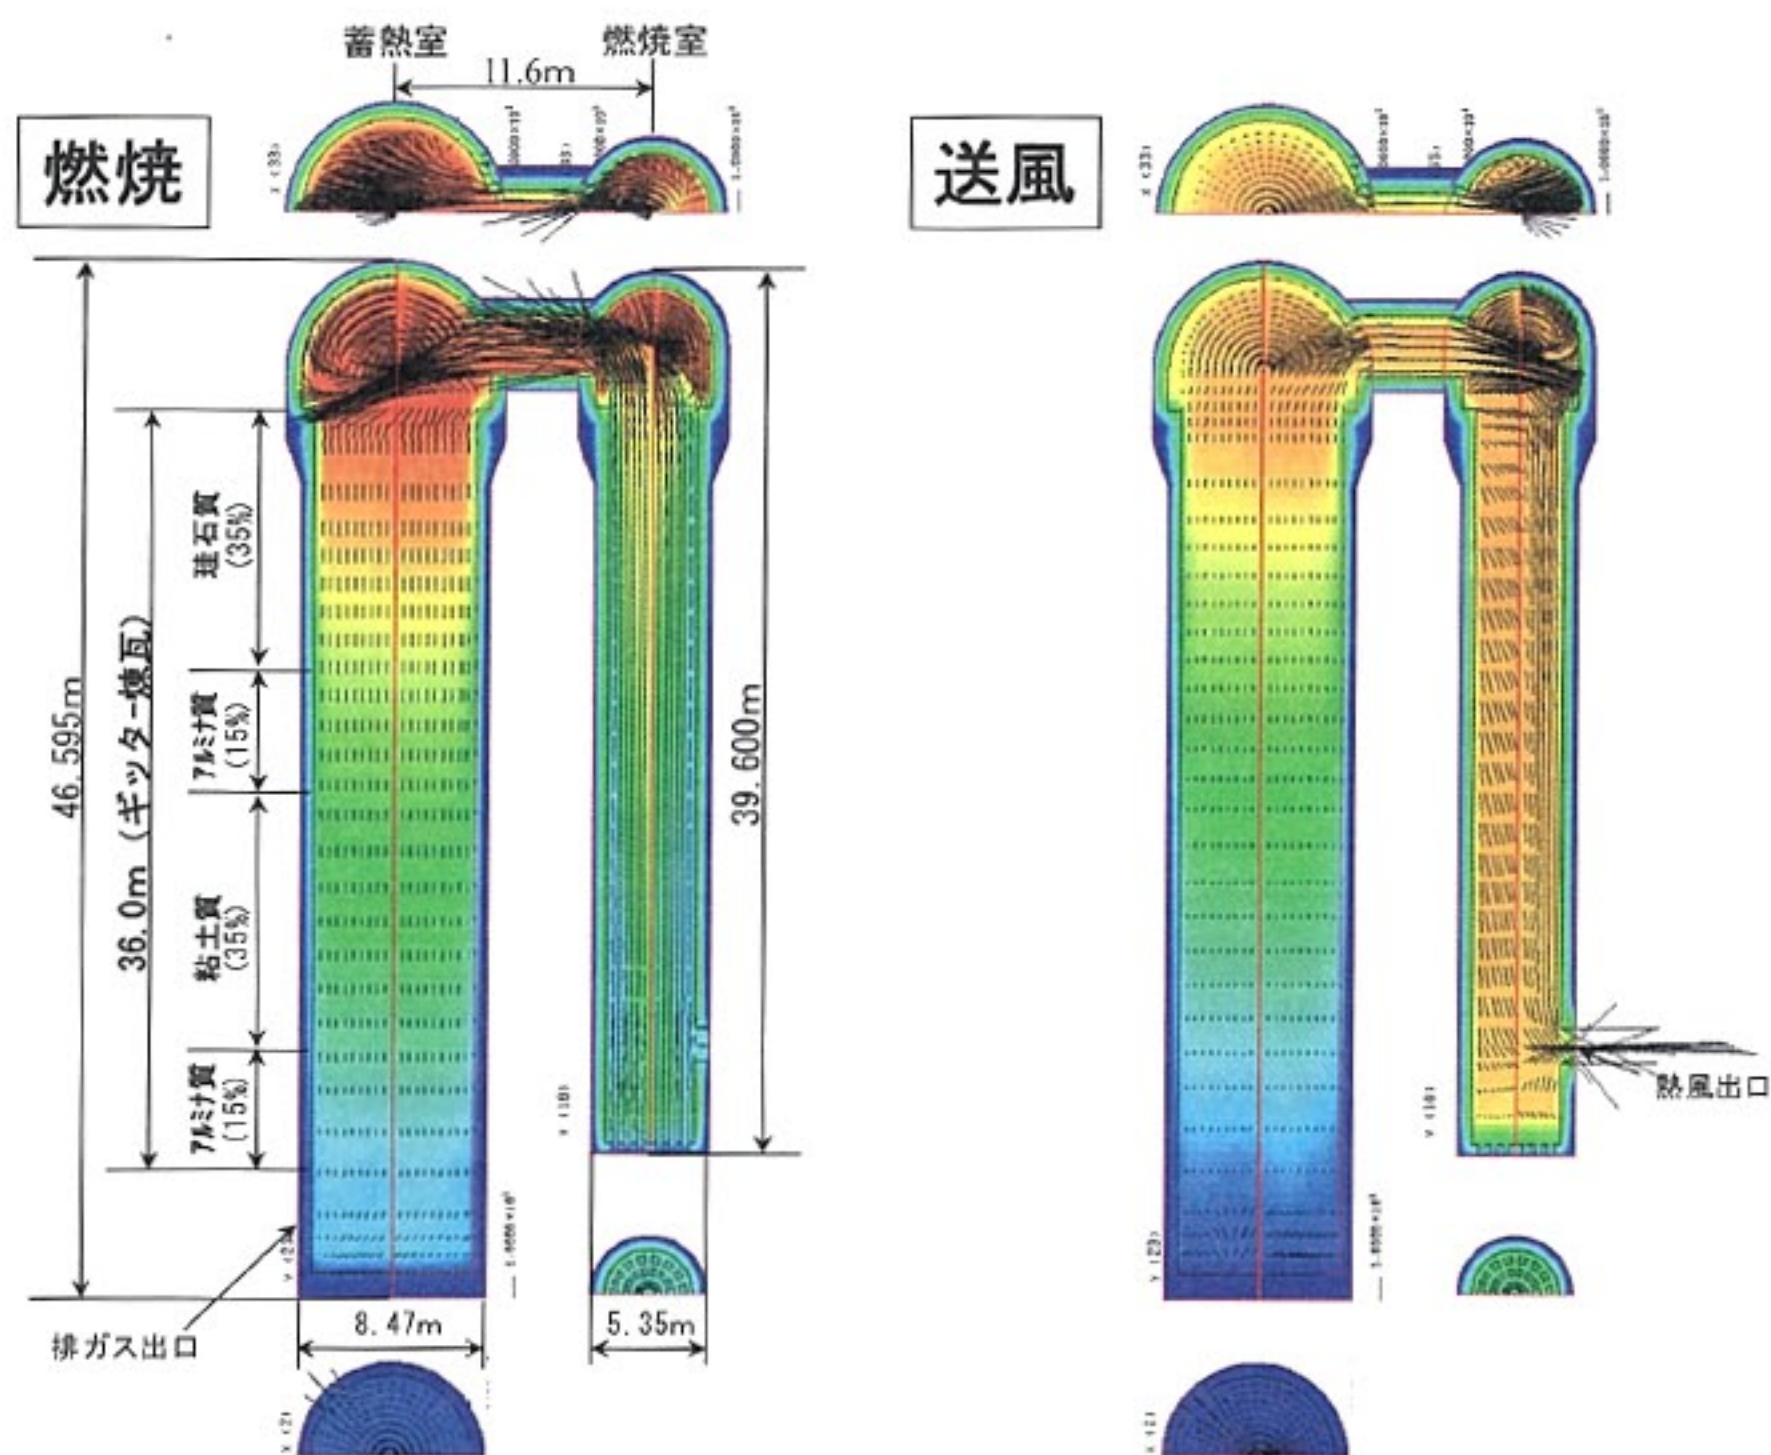 蓄熱室
燃焼室
11.6m
燃焼
送風
46.595m
36.0m (ギッター煉瓦)
珪石質
(35%)
アルミナ質
(15%)
粘土質
(35%)
アルミナ質
(15%)
39.600m
熱風出口
排ガス出口
8.47m
5.35m